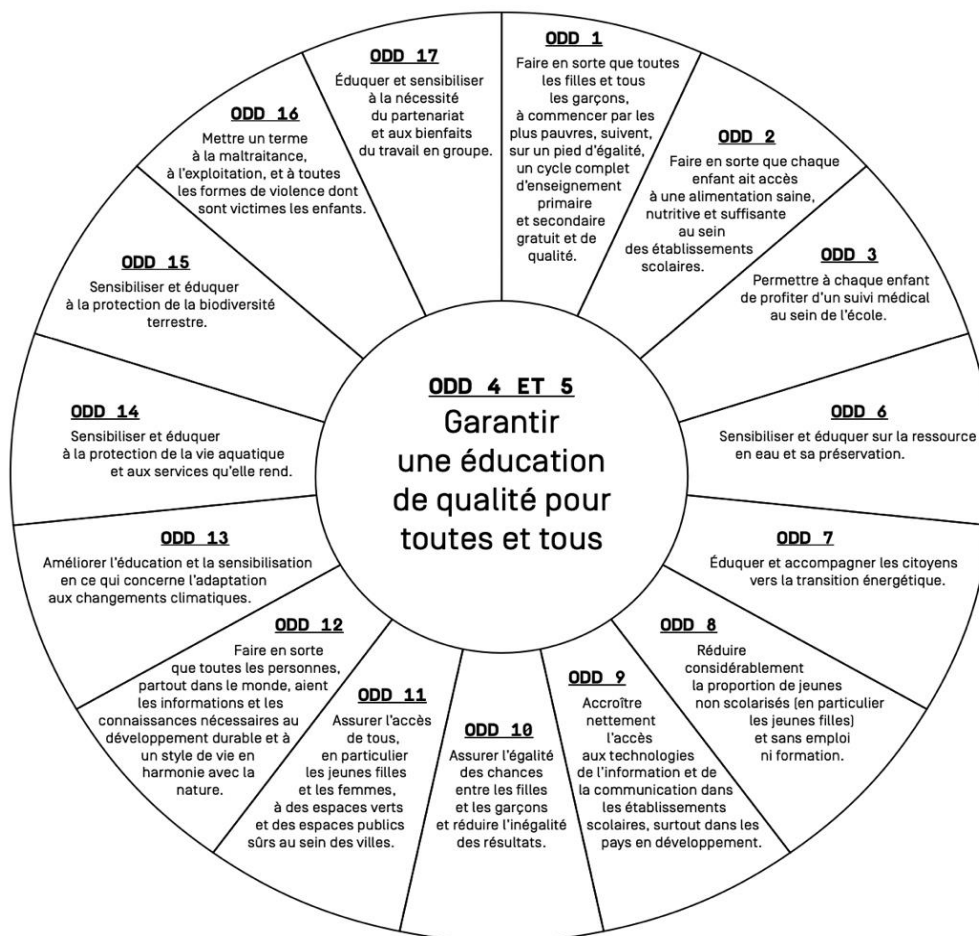 ODD 1
Faire en sorte que toutes
les filles et tous
les garçons,
à commencer par les
plus pauvres, suivent,
sur un pied d'égalité,
un cycle complet
d'enseignement
primaire
et secondaire
gratuit et de
qualité.
ODD 2
Faire en sorte que chaque
enfant ait accès
à une alimentation saine,
nutritive et suffisante
au sein
des établissements
scolaires.
ODD 3
Permettre à chaque enfant
de profiter d'un suivi médical
au sein de l'école.
ODD 4 ET 5
Garantir
une éducation
de qualité pour
toutes et tous
ODD 6
Sensibiliser et éduquer sur la ressource
en eau et sa préservation.
ODD 7
Éduquer et accompagner les citoyens
vers la transition énergétique.
ODD 8
Réduire
considérablement
la proportion de jeunes
non scolarisés (en particulier
les jeunes filles)
et sans emploi
ni formation.
ODD 9
Accroître
nettement
l'accès
aux technologies
de l'information et de
la communication dans
les établissements
scolaires, surtout dans les
pays en développement.
ODD 10
Assurer l'égalité
des chances
entre les filles
et les garçons
et réduire l'inégalité
des résultats.
ODD 11
Assurer l'accès
de tous,
en particulier
les jeunes filles
et les femmes,
à des espaces verts
et des espaces publics
sûrs au sein des villes.
ODD 12
Faire en sorte
que toutes les personnes,
partout dans le monde, aient
les informations et les
connaissances nécessaires au
développement durable et à
un style de vie en
harmonie avec la
nature.
ODD 13
Améliorer l'éducation et la sensibilisation
en ce qui concerne l'adaptation
aux changements climatiques.
ODD 14
Sensibiliser et éduquer
à la protection de la vie aquatique
et aux services qu'elle rend.
ODD 15
Sensibiliser et éduquer
à la protection de la biodiversité
terrestre.
ODD 16
Mettre un terme
à la maltraitance,
à l'exploitation, et à toutes
les formes de violence dont
sont victimes les enfants.
ODD 17
Éduquer et sensibiliser
à la nécessité
du partenariat
et aux bienfaits
du travail en groupe.